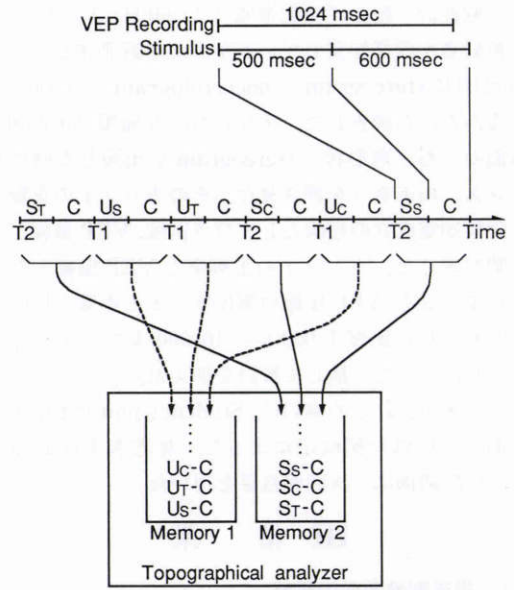 VEP Recording 1024 msec
Stimulus
500 msec 600 msec
ST C US C UT C SC C UC C SS C
T2 T1 T1 T2 T1 T2 Time
UC-C SS-C
UT-C SC-C
US-C ST-C
Memory 1 Memory 2
Topographical analyzer